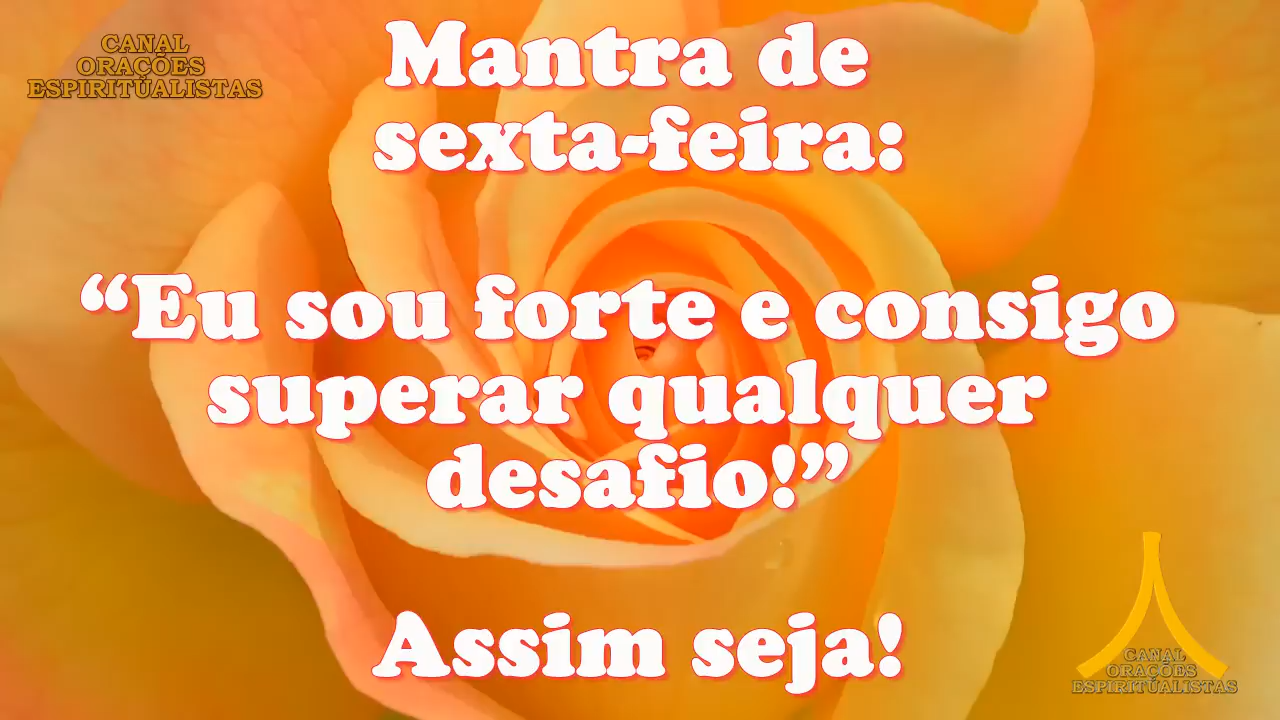 CANAL
ORAÇÕES
ESPIRITUALISTAS
Mantra de
sexta-feira:
“Eu sou forte e consigo
superar qualquer
desafio!”
Assim seja!
CANAL
ORAÇÕES
ESPIRITUALISTAS